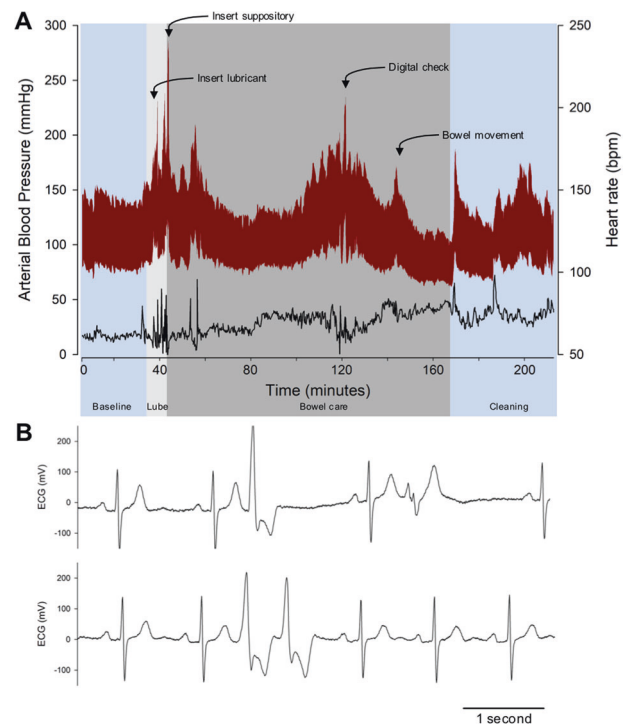 A
Insert suppository
Insert lubricant
Digital check
Bowel movement
Arterial Blood Pressure (mmHg)
300
250
200
150
100
50
0
Heart rate (bpm)
250
200
150
100
50
0 40 80 120 160 200
Time (minutes)
Baseline Lube Bowel care Cleaning
B
ECG (mV)
200
100
0
-100
ECG (mV)
200
100
0
-100
1 second